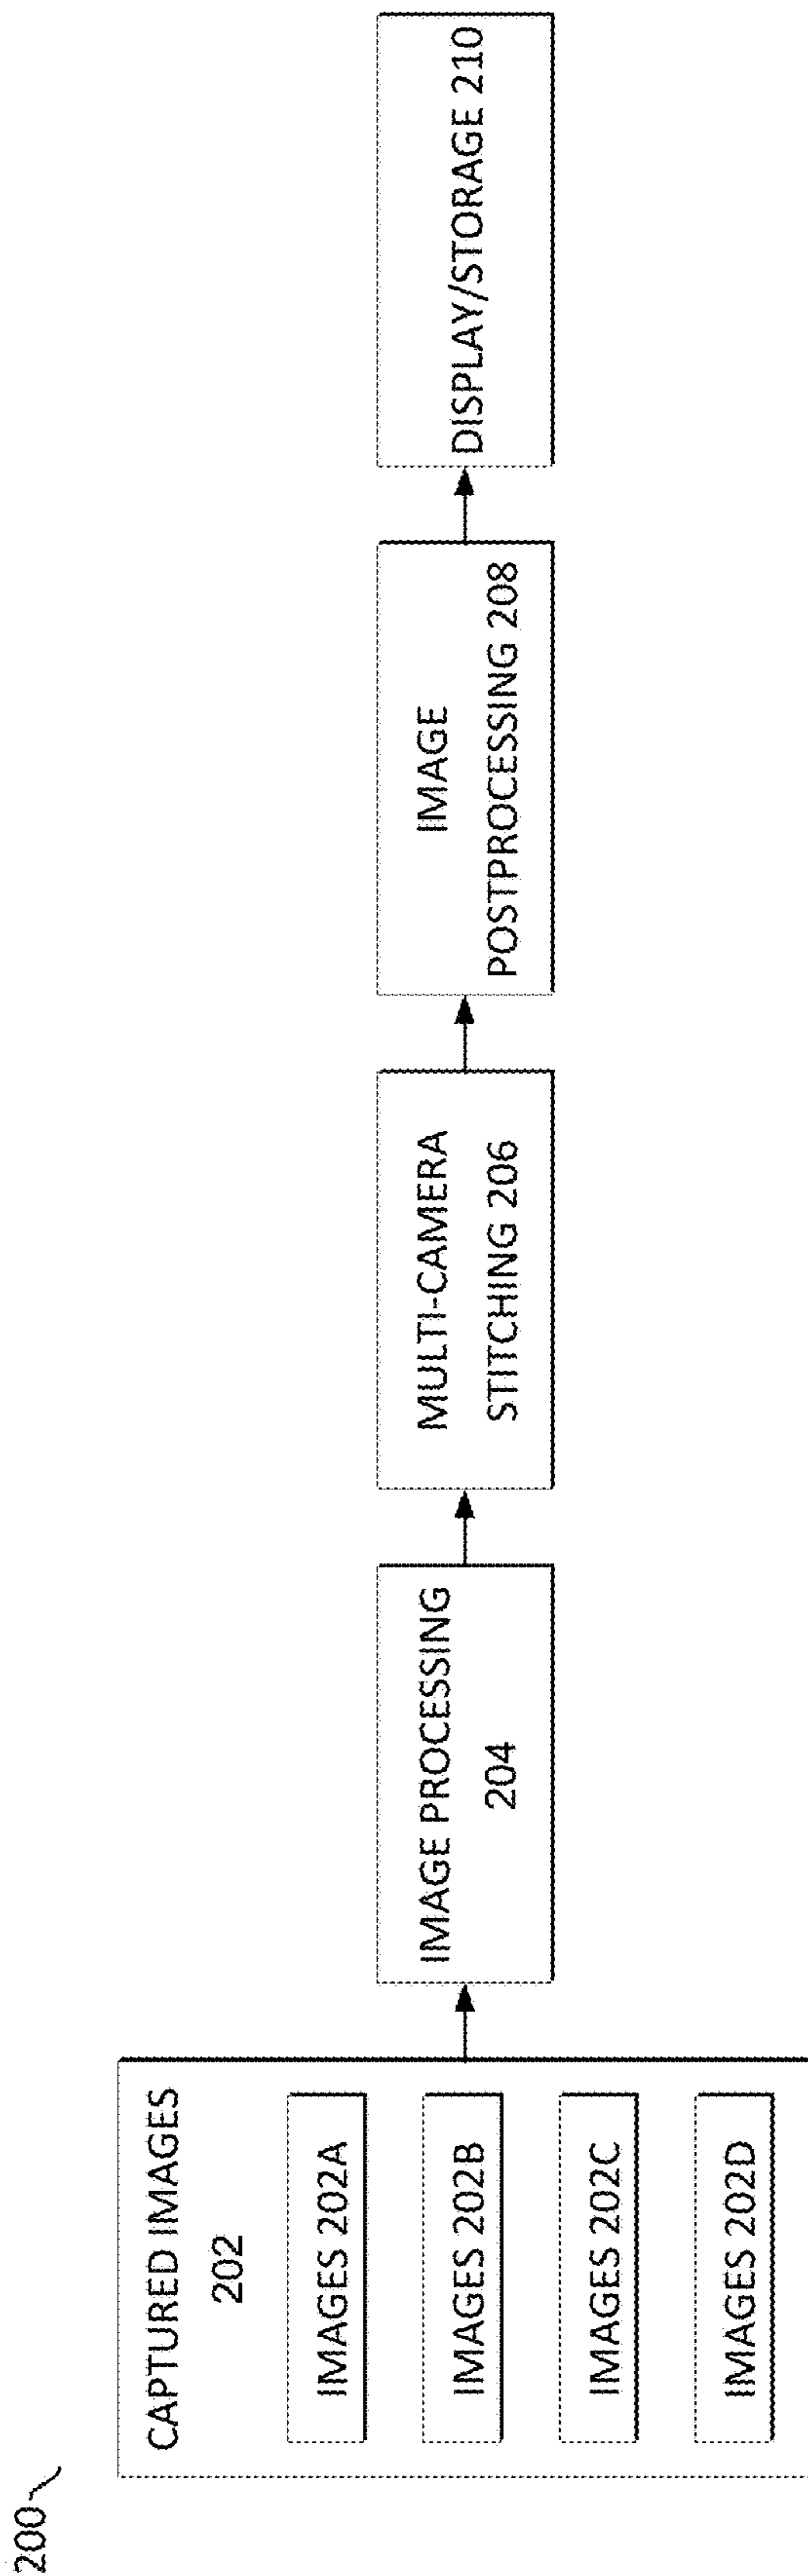 200
CAPTURED IMAGES
202
IMAGES 202A
IMAGES 202B
IMAGES 202C
IMAGES 202D
IMAGE PROCESSING
204
MULTI-CAMERA
STITCHING 206
IMAGE
POSTPROCESSING 208
DISPLAY/STORAGE 210